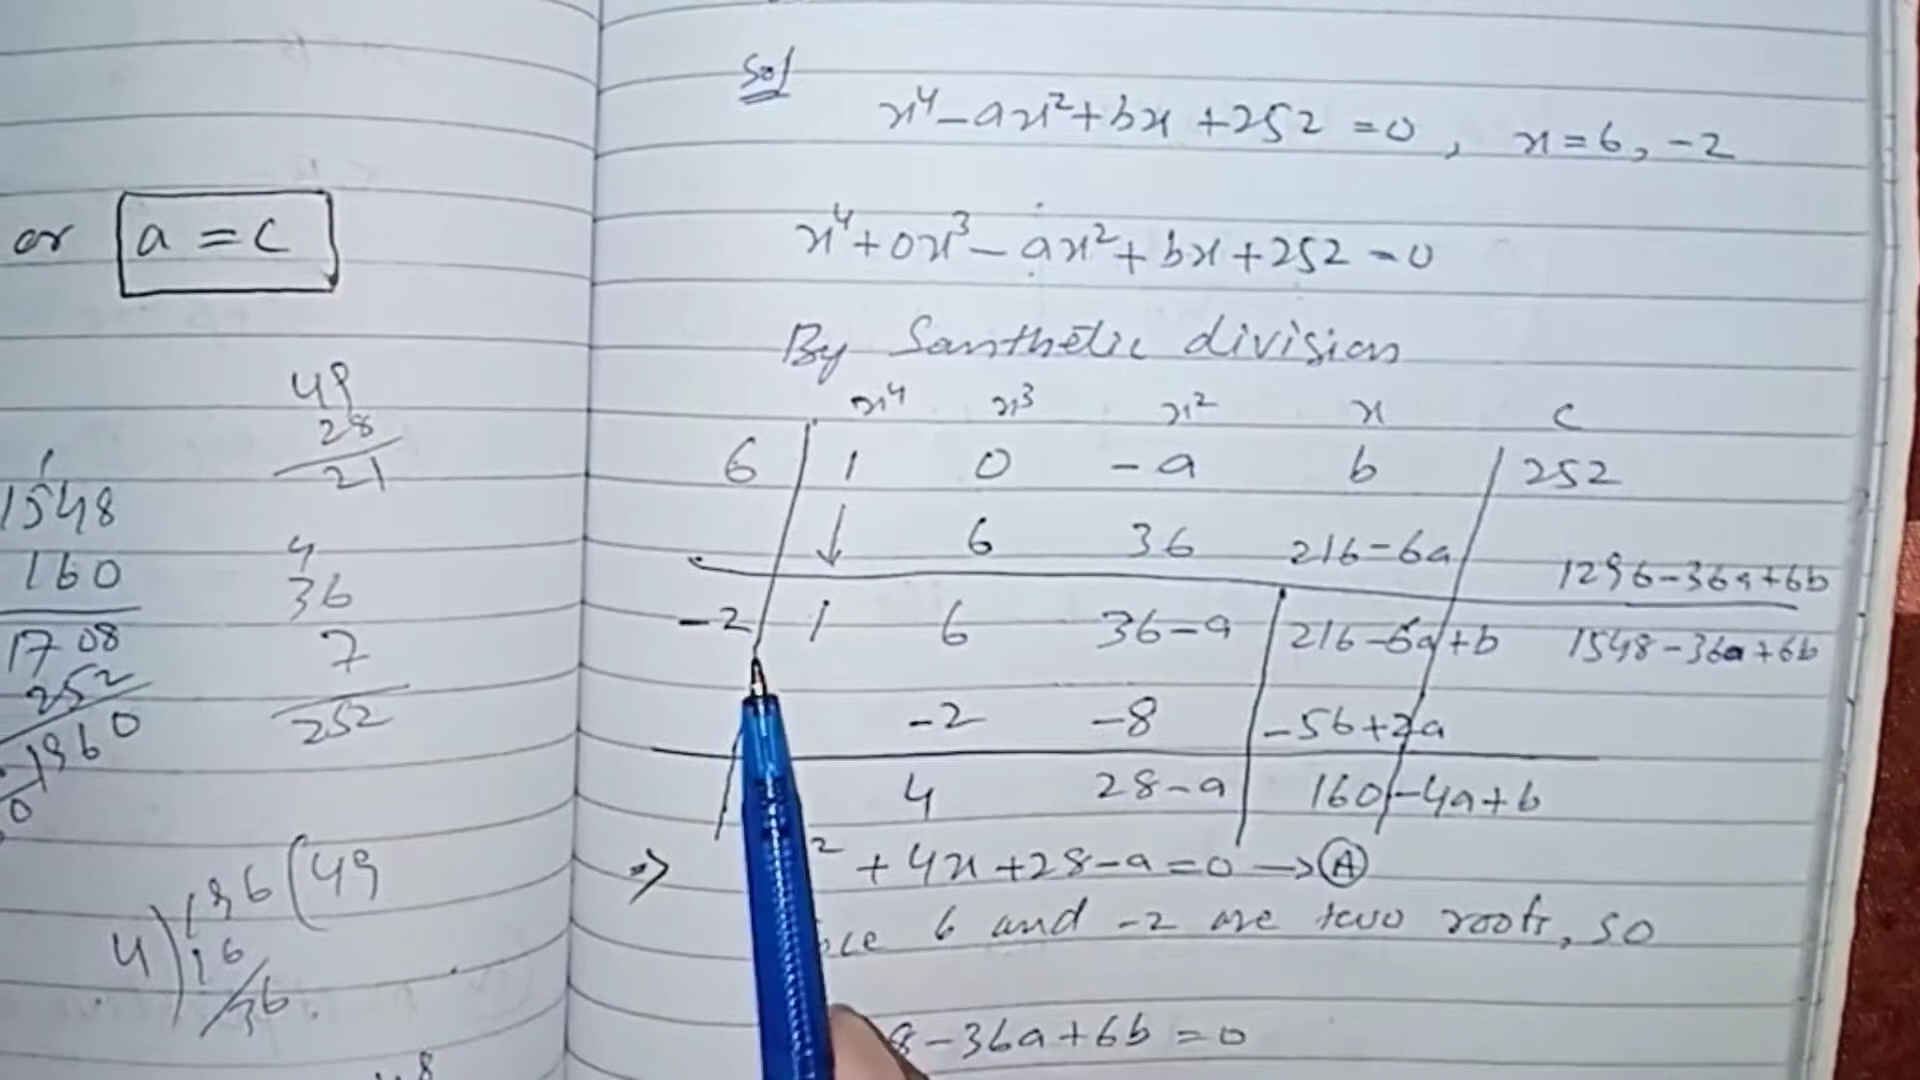 or a = c
49
28
21
1548
160
1708
252
1960
4
36
7
252
4)196(49
16
36
Sol
x⁴-ax²+bx+252=0, x=6,-2
x⁴+0x³-ax²+bx+252=0
By Santhetic division
x⁴ x³ x² x c
6 1 0 -a b 252
↓ 6 36 216-6a 1296-36a+6b
-2 1 6 36-a 216-6a+b 1548-36a+6b
-2 -8 -56+2a
4 28-a 160-4a+b
⇒ ² +4x+28-a=0 → Ⓐ
6 and -2 are two roots, so
8-36a+6b=0